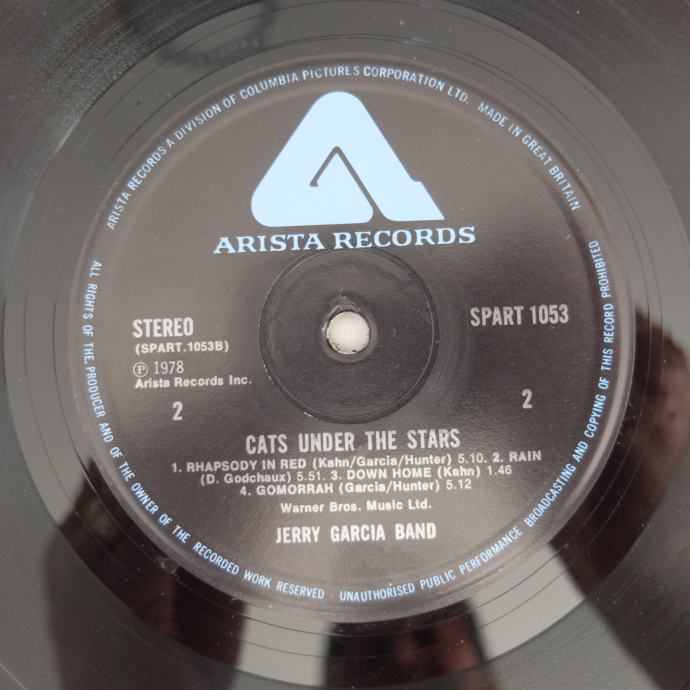 ARISTA RECORDS A DIVISION OF COLUMBIA PICTURES CORPORATION LTD. MADE IN GREAT BRITAIN
ARISTA RECORDS
STEREO
(SPART.1053B)
SPART 1053
Ⓟ 1978
Arista Records Inc.
2
2
CATS UNDER THE STARS
1. RHAPSODY IN RED (Kahn/Garcia/Hunter) 5.10. 2. RAIN
(D. Godchaux) 5.51. 3. DOWN HOME (Kahn) 1.46
4. GOMORRAH (Garcia/Hunter) 5.12
Warner Bros. Music Ltd.
JERRY GARCIA BAND
ALL RIGHTS OF THE PRODUCER AND OF THE OWNER OF THE RECORDED WORK RESERVED · UNAUTHORISED PUBLIC PERFORMANCE BROADCASTING AND COPYING OF THIS RECORD PROHIBITED